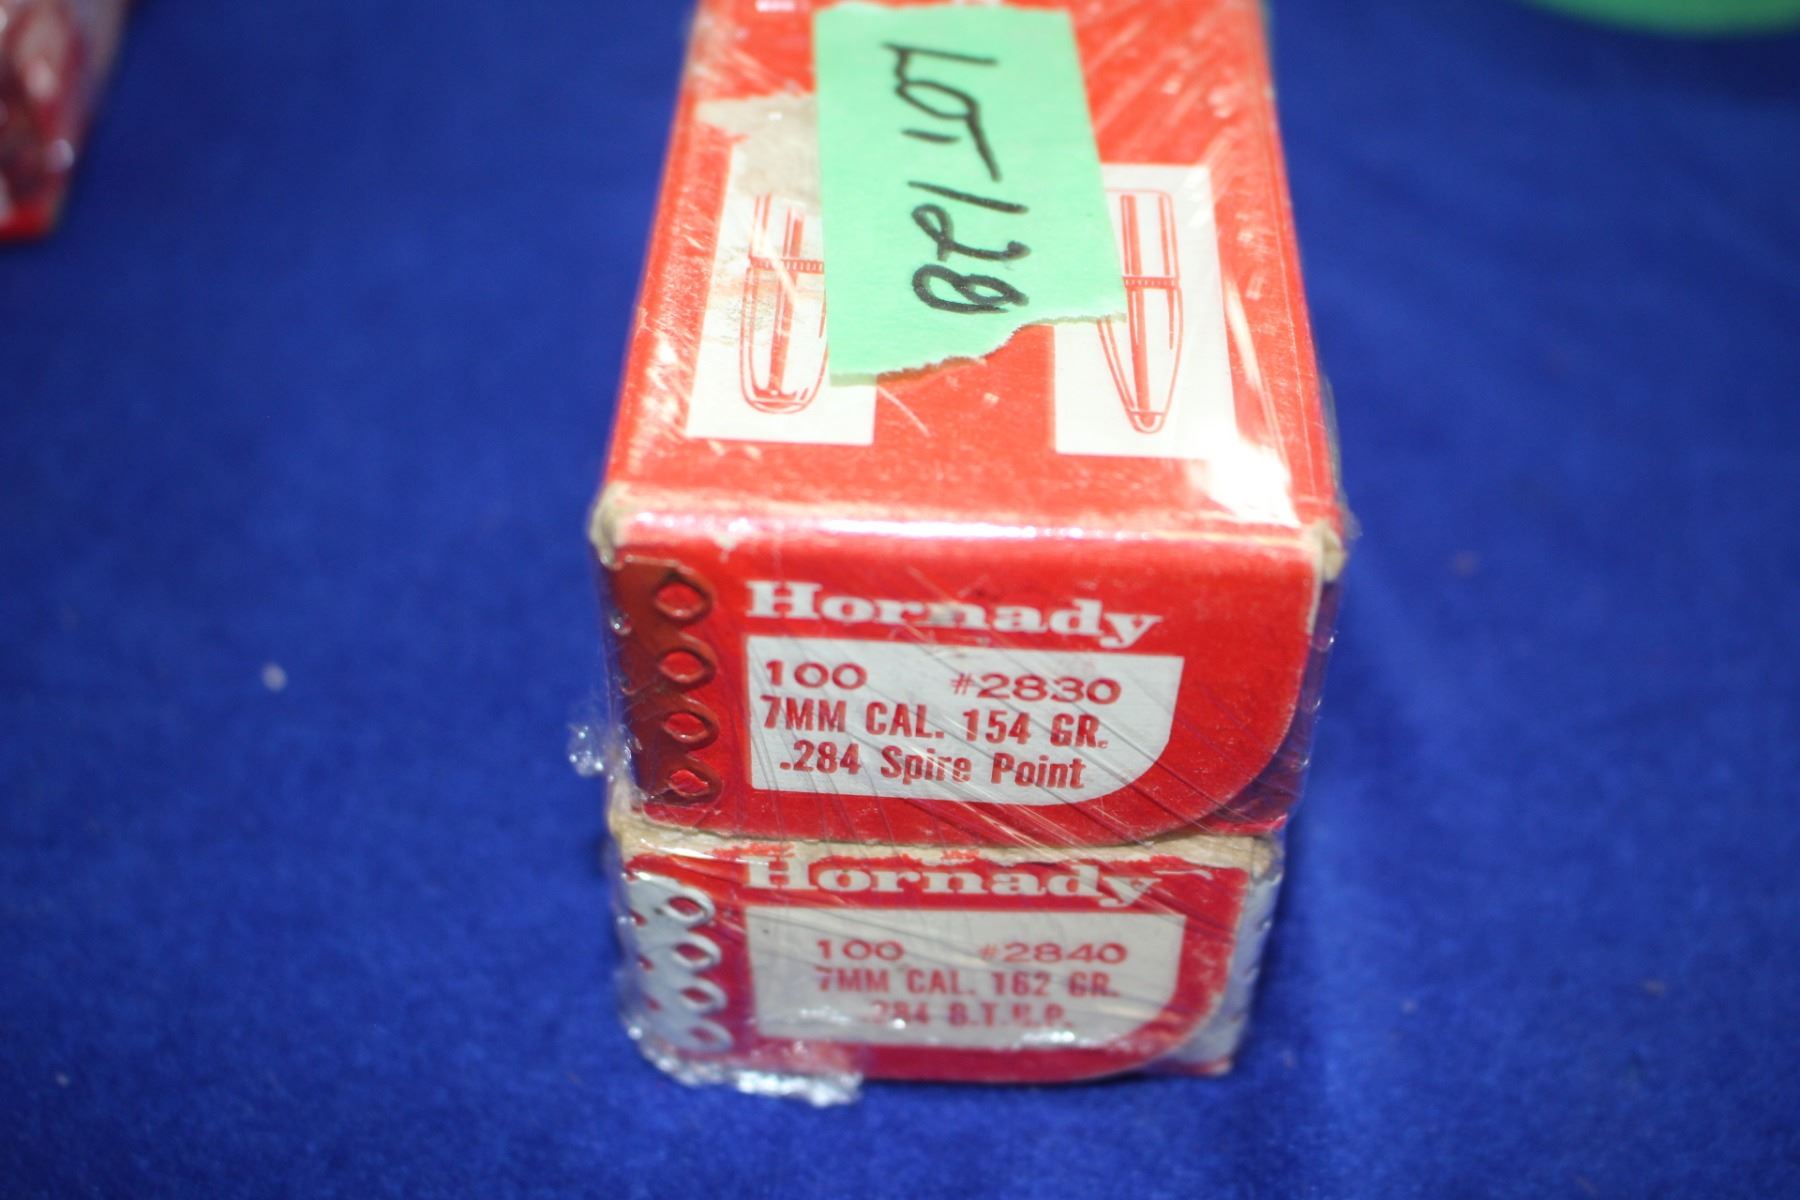 LOT-12B
Hornady
100 #2830
7MM CAL. 154 GR.
.284 Spire Point
Hornady
100 #2840
7MM CAL. 162 GR.
.284 B.T.H.P.